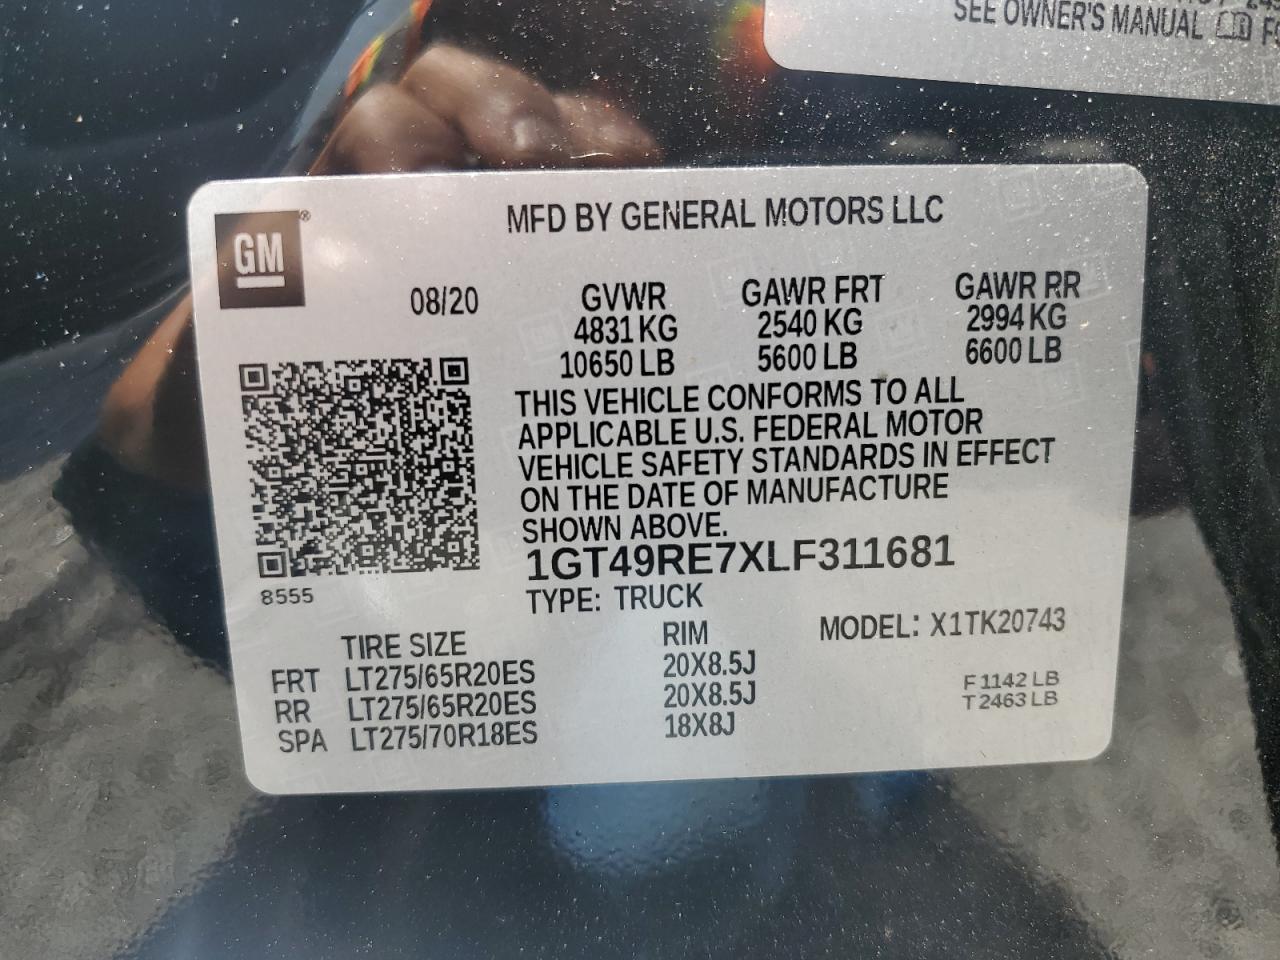 SEE OWNER'S MANUAL
GM ®
MFD BY GENERAL MOTORS LLC
08/20
GVWR GAWR FRT GAWR RR
4831 KG 2540 KG 2994 KG
10650 LB 5600 LB 6600 LB
THIS VEHICLE CONFORMS TO ALL
APPLICABLE U.S. FEDERAL MOTOR
VEHICLE SAFETY STANDARDS IN EFFECT
ON THE DATE OF MANUFACTURE
SHOWN ABOVE.
1GT49RE7XLF311681
8555
TYPE: TRUCK
MODEL: X1TK20743
TIRE SIZE RIM
FRT LT275/65R20ES 20X8.5J
RR LT275/65R20ES 20X8.5J
SPA LT275/70R18ES 18X8J
F 1142 LB
T 2463 LB